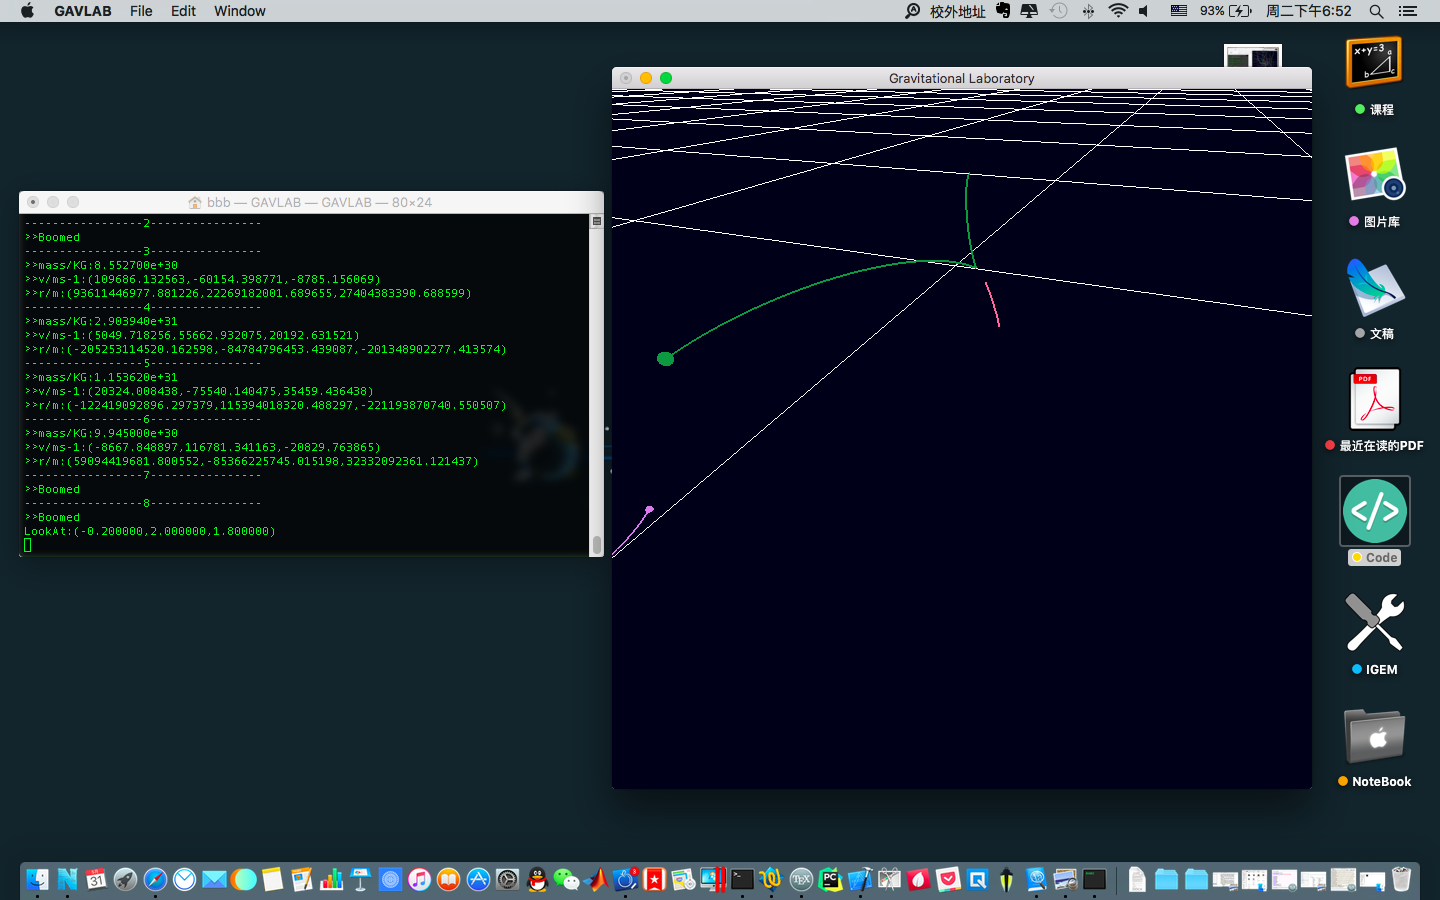 GAVLAB File Edit Window
校外地址 93% 周二下午6:52
Gravitational Laboratory
bbb — GAVLAB — GAVLAB — 80×24
-----------------2----------------
>>Boomed
-----------------3----------------
>>mass/KG:8.552700e+30
>>v/ms-1:(109686.132563,-60154.398771,-8785.156069)
>>r/m:(93611446977.881226,22269182001.689655,27404383390.688599)
-----------------4----------------
>>mass/KG:2.903940e+31
>>v/ms-1:(5049.718256,55662.932075,20192.631521)
>>r/m:(-205253114520.162598,-84784796453.439087,-201348902277.413574)
-----------------5----------------
>>mass/KG:1.153620e+31
>>v/ms-1:(20324.008438,-75540.140475,35459.436438)
>>r/m:(-122419092896.297379,115394018320.488297,-221193870740.550507)
-----------------6----------------
>>mass/KG:9.945000e+30
>>v/ms-1:(-8667.848897,116781.341163,-20829.763865)
>>r/m:(59094419681.800552,-85366225745.015198,32332092361.121437)
-----------------7----------------
>>Boomed
-----------------8----------------
>>Boomed
LookAt:(-0.200000,2.000000,1.800000)
x+y=3
a
b
c
课程
图片库
文稿
PDF
最近在读的PDF
</>
Code
IGEM
NoteBook
31
3
TEX
PC